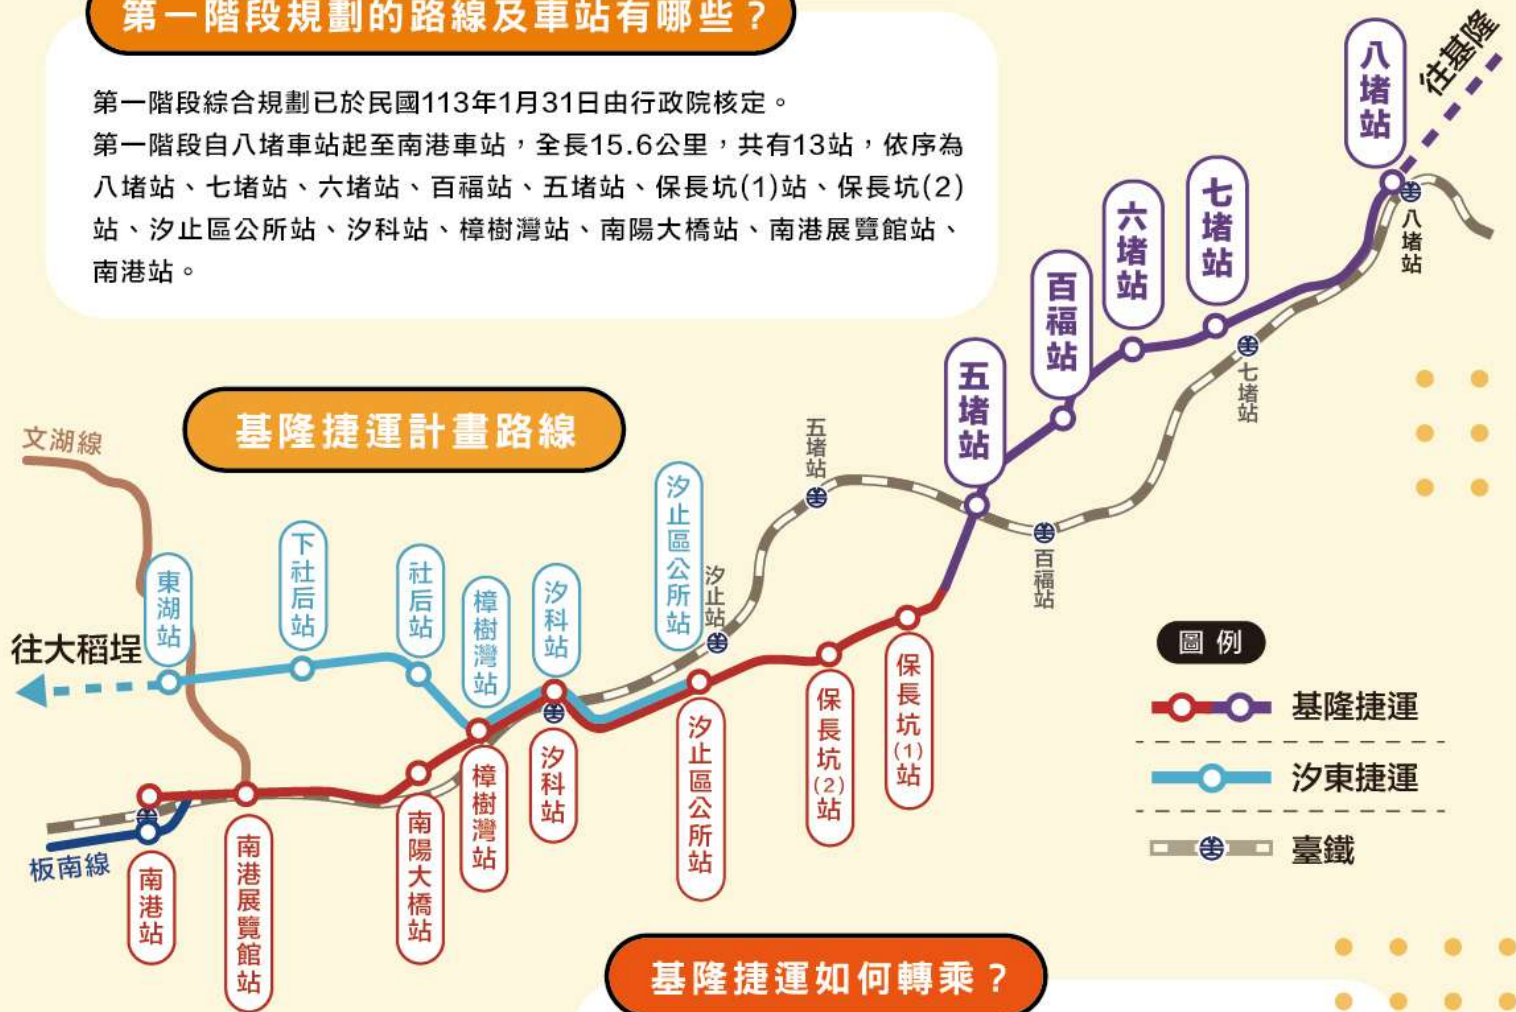 第一階段規劃的路線及車站有哪些？
第一階段綜合規劃已於民國113年1月31日由行政院核定。
第一階段自八堵車站起至南港車站，全長15.6公里，共有13站，依序為
八堵站、七堵站、六堵站、百福站、五堵站、保長坑(1)站、保長坑(2)
站、汐止區公所站、汐科站、樟樹灣站、南陽大橋站、南港展覽館站、
南港站。
往基隆
八堵站
八堵站
七堵站
七堵站
六堵站
百福站
百福站
五堵站
五堵站
基隆捷運計畫路線
文湖線
往大稻埕
東湖站
下社后站
社后站
樟樹灣站
汐科站
汐止區公所站
汐止站
保長坑(1)站
保長坑(2)站
汐止區公所站
汐科站
樟樹灣站
南陽大橋站
南港展覽館站
南港站
板南線
圖例
基隆捷運
汐東捷運
臺鐵
基隆捷運如何轉乘？